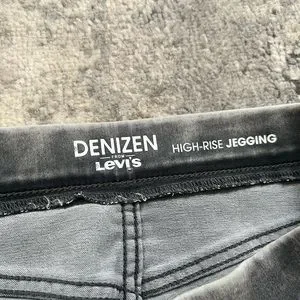 DENIZEN
FROM
Levi's
HIGH-RISE JEGGING